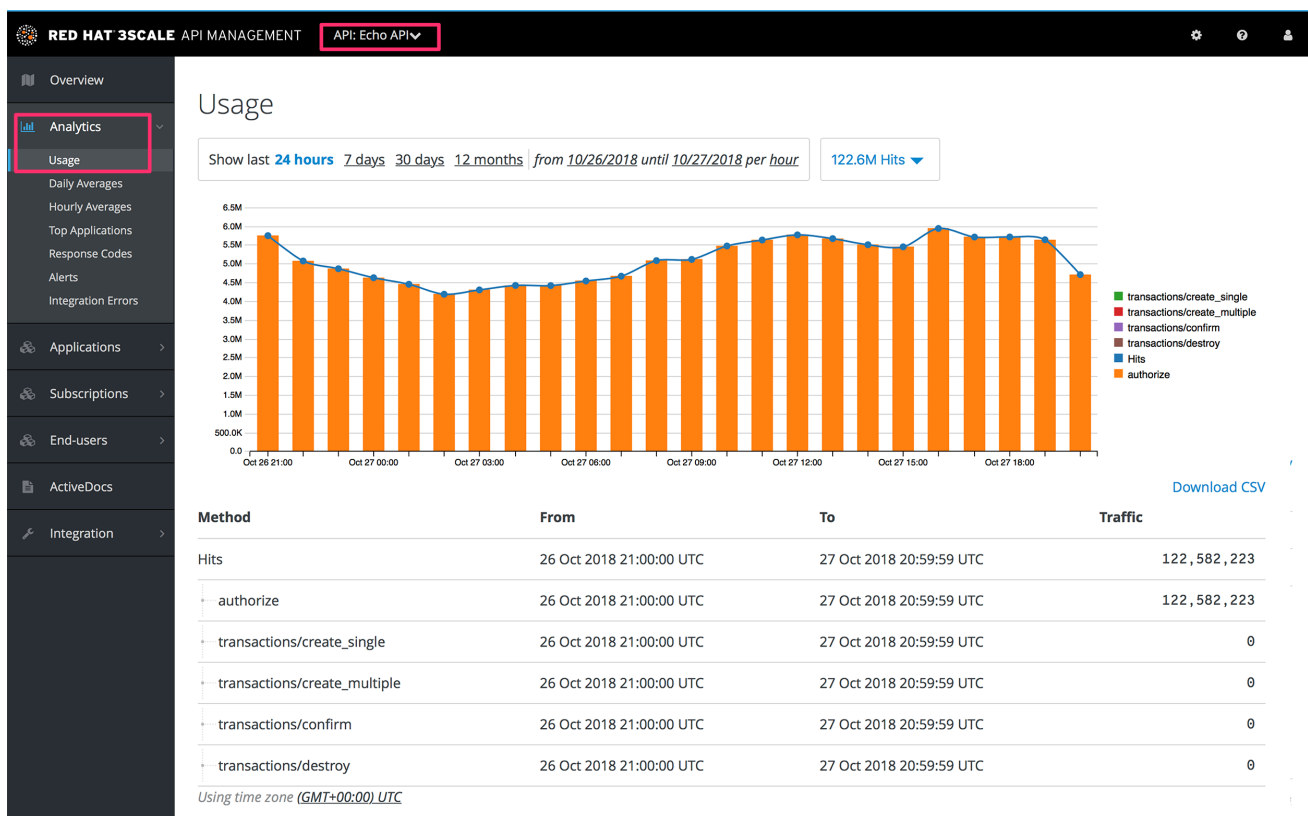 RED HAT® 3SCALE API MANAGEMENT API: Echo API
Overview
Analytics
Usage
Daily Averages
Hourly Averages
Top Applications
Response Codes
Alerts
Integration Errors
Applications
Subscriptions
End-users
ActiveDocs
Integration
Usage
Show last 24 hours 7 days 30 days 12 months from 10/26/2018 until 10/27/2018 per hour 122.6M Hits
6.5M
6.0M
5.5M
5.0M
4.5M
4.0M
3.5M
3.0M
2.5M
2.0M
1.5M
1.0M
500.0K
0.0
Oct 26 21:00 Oct 27 00:00 Oct 27 03:00 Oct 27 06:00 Oct 27 09:00 Oct 27 12:00 Oct 27 15:00 Oct 27 18:00
transactions/create_single
transactions/create_multiple
transactions/confirm
transactions/destroy
Hits
authorize
Download CSV
Method From To Traffic
Hits 26 Oct 2018 21:00:00 UTC 27 Oct 2018 20:59:59 UTC 122,582,223
authorize 26 Oct 2018 21:00:00 UTC 27 Oct 2018 20:59:59 UTC 122,582,223
transactions/create_single 26 Oct 2018 21:00:00 UTC 27 Oct 2018 20:59:59 UTC 0
transactions/create_multiple 26 Oct 2018 21:00:00 UTC 27 Oct 2018 20:59:59 UTC 0
transactions/confirm 26 Oct 2018 21:00:00 UTC 27 Oct 2018 20:59:59 UTC 0
transactions/destroy 26 Oct 2018 21:00:00 UTC 27 Oct 2018 20:59:59 UTC 0
Using time zone (GMT+00:00) UTC